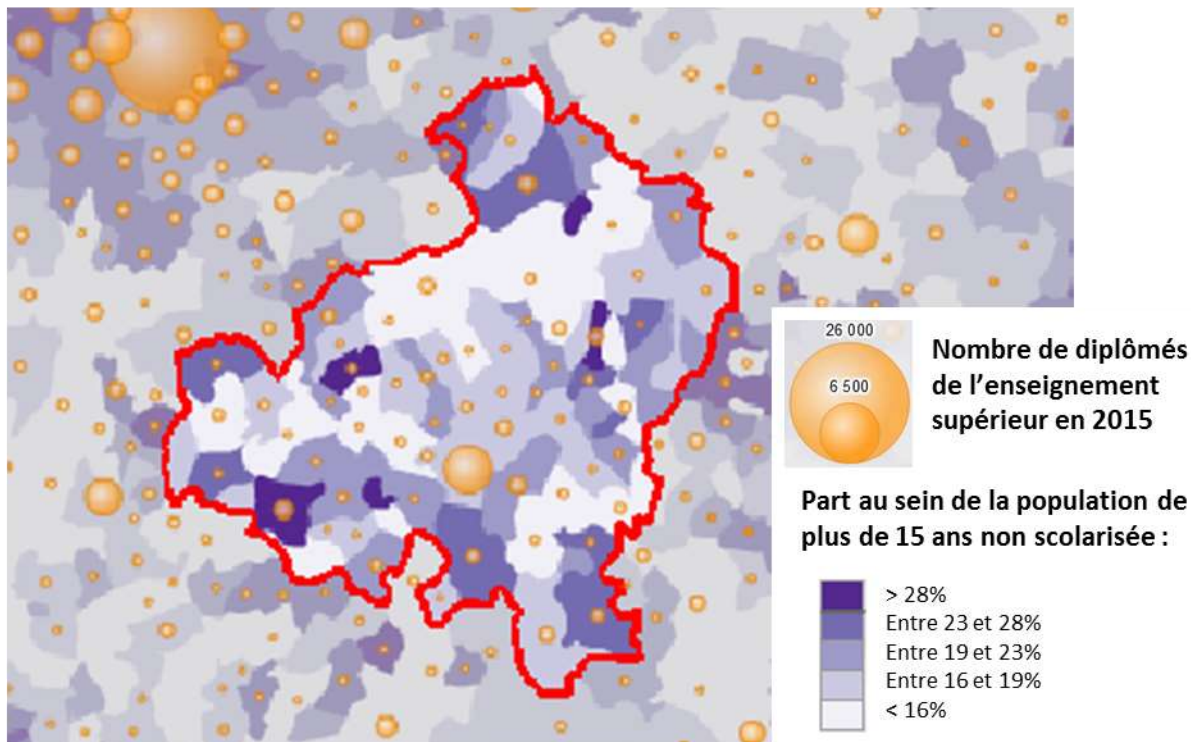 26 000
6 500
Nombre de diplômés
de l’enseignement
supérieur en 2015
Part au sein de la population de
plus de 15 ans non scolarisée :
> 28%
Entre 23 et 28%
Entre 19 et 23%
Entre 16 et 19%
< 16%